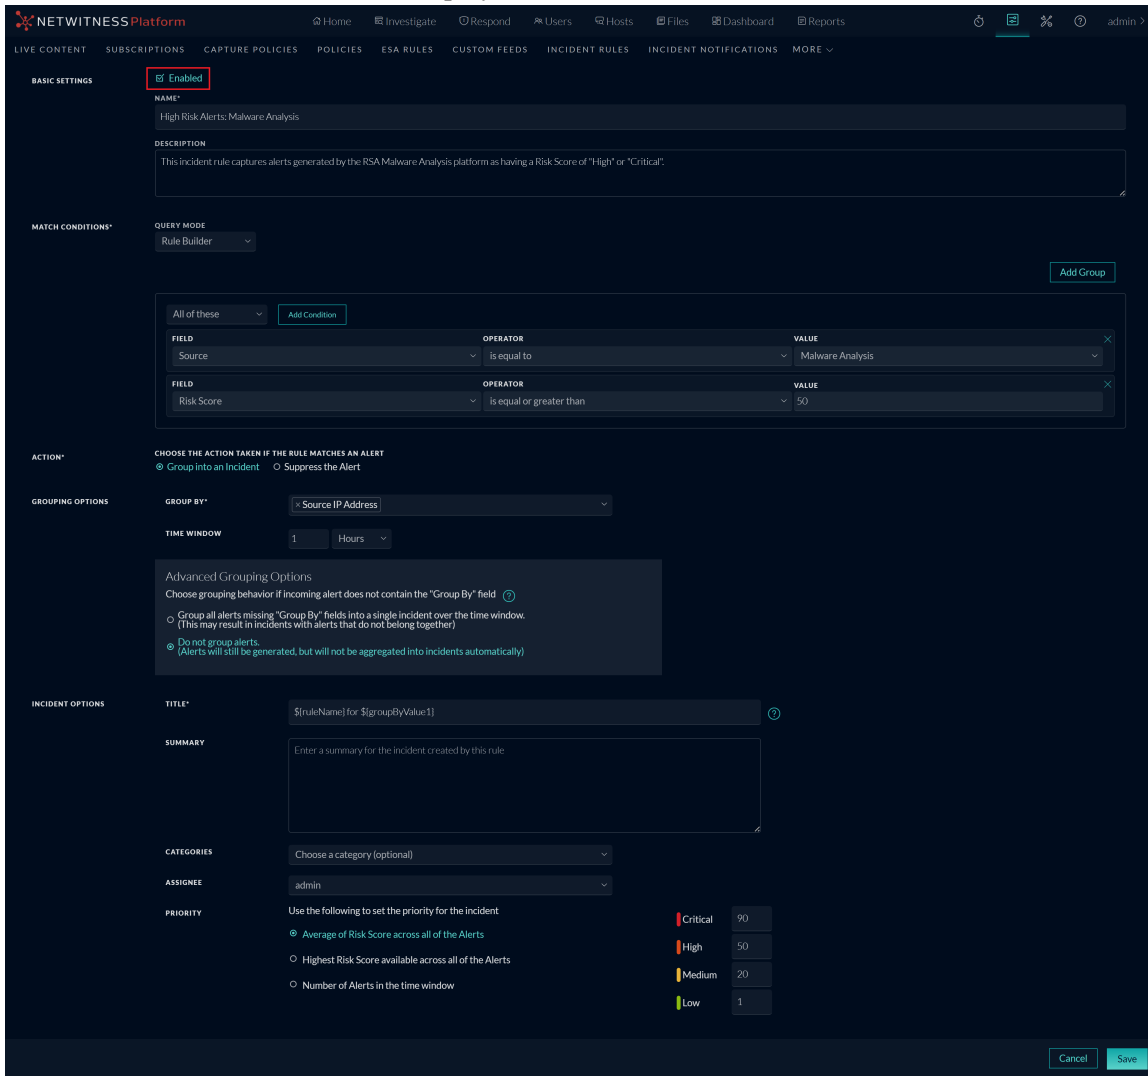 NETWITNESS Platform Home Investigate Respond Users Hosts Files Dashboard Reports admin >
LIVE CONTENT SUBSCRIPTIONS CAPTURE POLICIES POLICIES ESA RULES CUSTOM FEEDS INCIDENT RULES INCIDENT NOTIFICATIONS MORE
BASIC SETTINGS Enabled
NAME*
High Risk Alerts: Malware Analysis
DESCRIPTION
This incident rule captures alerts generated by the RSA Malware Analysis platform as having a Risk Score of "High" or "Critical".
MATCH CONDITIONS* QUERY MODE
Rule Builder
Add Group
All of these Add Condition
FIELD OPERATOR VALUE
Source is equal to Malware Analysis
FIELD OPERATOR VALUE
Risk Score is equal or greater than 50
ACTION* CHOOSE THE ACTION TAKEN IF THE RULE MATCHES AN ALERT
Group into an Incident Suppress the Alert
GROUPING OPTIONS GROUP BY* × Source IP Address
TIME WINDOW 1 Hours
Advanced Grouping Options
Choose grouping behavior if incoming alert does not contain the "Group By" field ?
Group all alerts missing "Group By" fields into a single incident over the time window.
(This may result in incidents with alerts that do not belong together)
Do not group alerts.
(Alerts will still be generated, but will not be aggregated into incidents automatically)
INCIDENT OPTIONS TITLE* ${ruleName} for ${groupByValue1} ?
SUMMARY Enter a summary for the incident created by this rule
CATEGORIES Choose a category (optional)
ASSIGNEE admin
PRIORITY Use the following to set the priority for the incident
Average of Risk Score across all of the Alerts
Highest Risk Score available across all of the Alerts
Number of Alerts in the time window
Critical 90
High 50
Medium 20
Low 1
Cancel Save